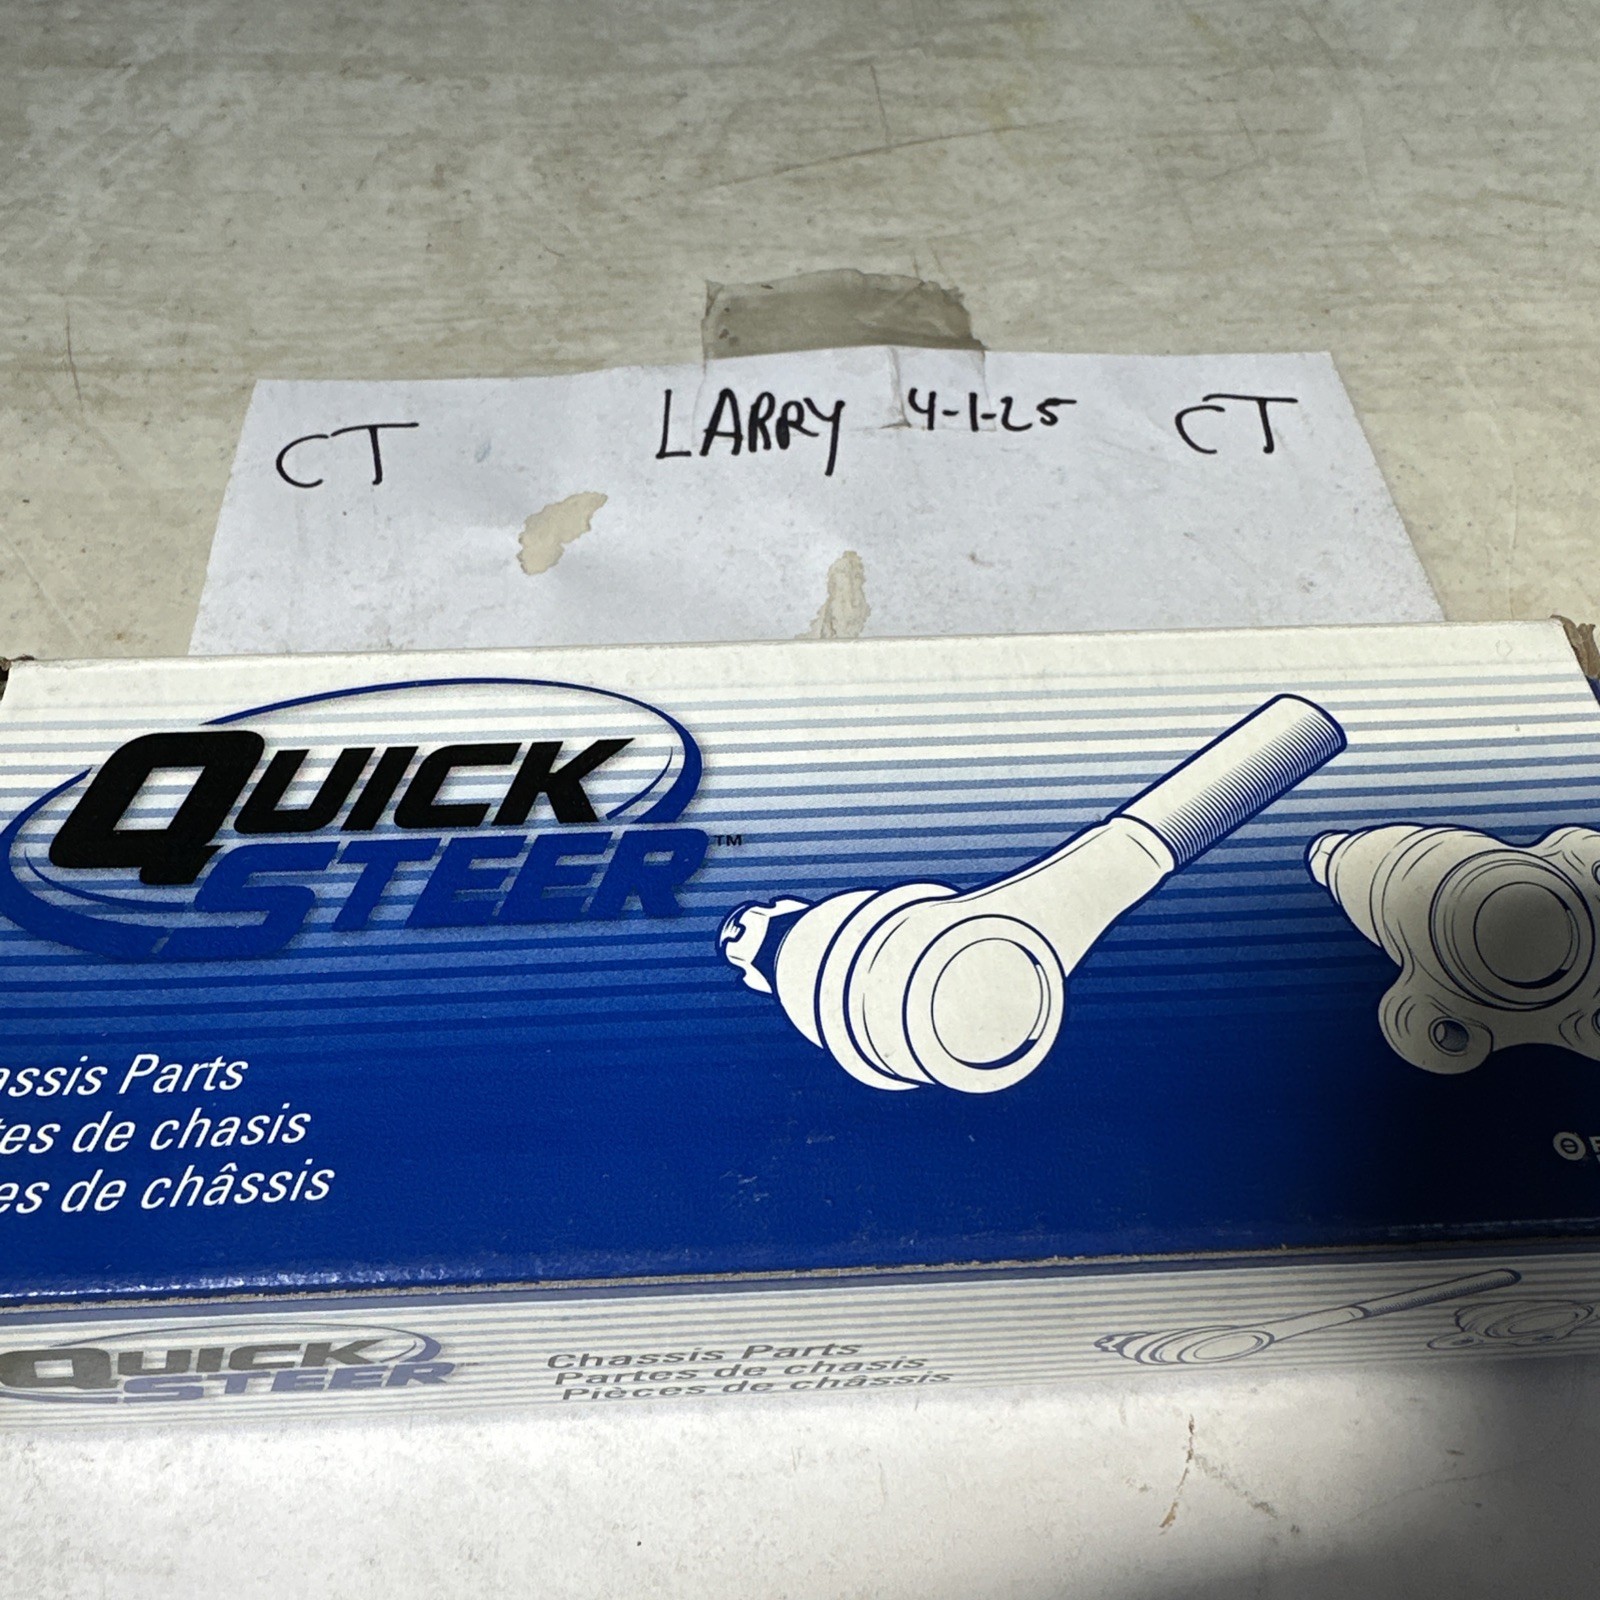 CT LARRY 4-1-25 CT
QUICK
STEER™
assis Parts
tes de chasis
es de châssis
QUICK
STEER
Chassis Parts
Partes de chasis
Pièces de châssis